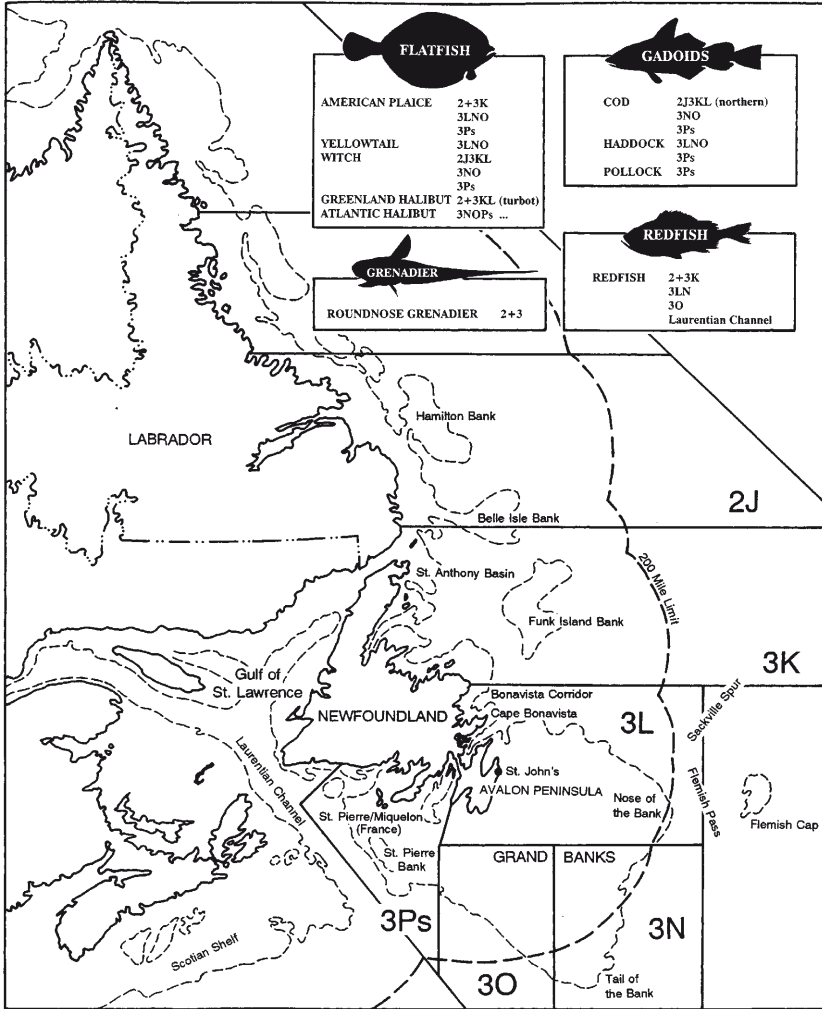 FLATFISH
AMERICAN PLAICE 2+3K
3LNO
3Ps
YELLOWTAIL 3LNO
WITCH 2J3KL
3NO
3Ps
GREENLAND HALIBUT 2+3KL (turbot)
ATLANTIC HALIBUT 3NOPs ...
GADOIDS
COD 2J3KL (northern)
3NO
3Ps
HADDOCK 3LNO
3Ps
POLLOCK 3Ps
GRENADIER
ROUNDNOSE GRENADIER 2+3
REDFISH
REDFISH 2+3K
3LN
3O
Laurentian Channel
Hamilton Bank
LABRADOR
2J
Belle Isle Bank
200 Mile Limit
St. Anthony Basin
Funk Island Bank
3K
Gulf of
St. Lawrence
Sackville Spur
Bonavista Corridor
NEWFOUNDLAND
Cape Bonavista
3L
Laurentian Channel
St. John's
AVALON PENINSULA
Flemish Pass
Nose of
the Bank
Flemish Cap
St. Pierre/Miquelon
(France)
St. Pierre
Bank
GRAND BANKS
3Ps
3N
Scotian Shelf
3O
Tail of
the Bank